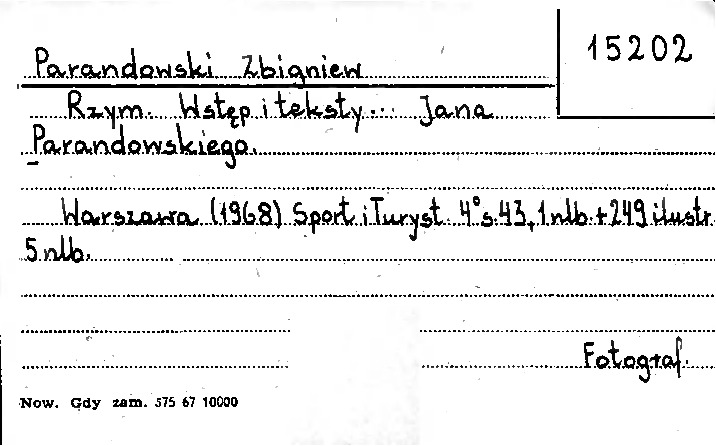 15202
Parandowski Zbigniew
Rzym. Wstęp i teksty... Jana
Parandowskiego.
Warszawa (1968) Sport i Turyst. 4° s. 43, 1 nlb. + 249 ilustr.
5 nlb.
Fotograf.
Now. Gdy zam. 575 67 10000